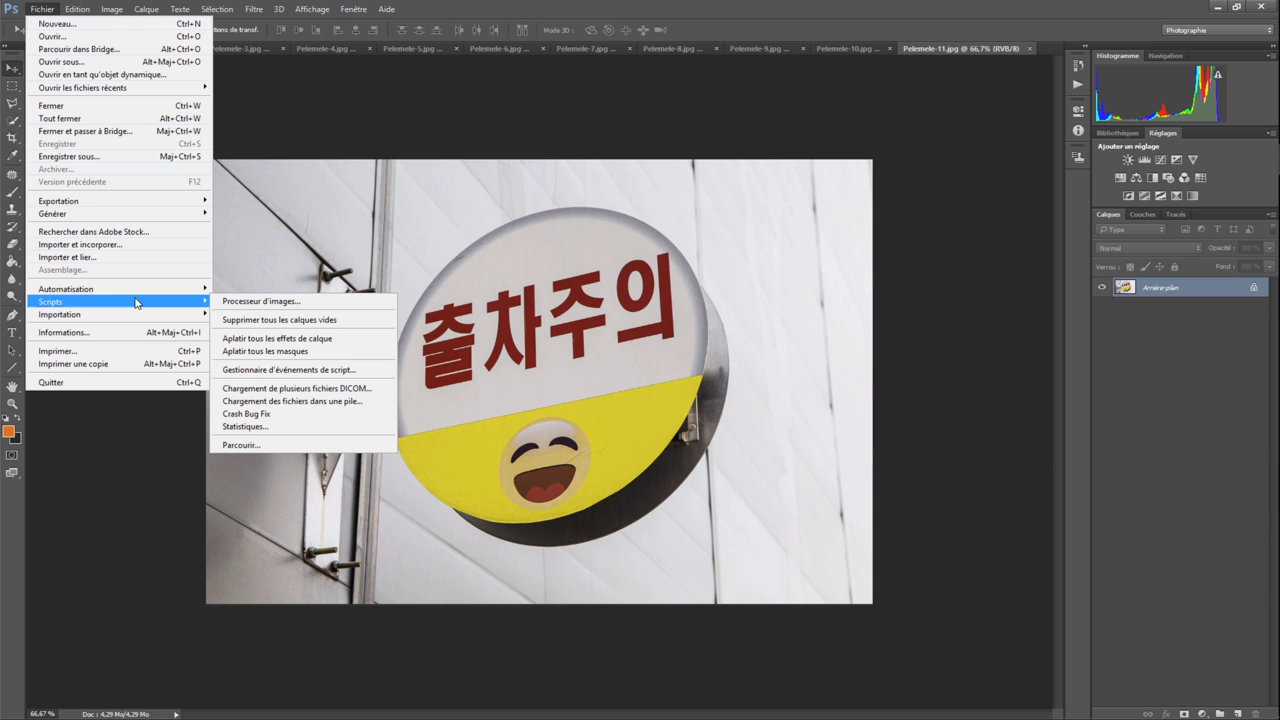 Ps Fichier Edition Image Calque Texte Sélection Filtre 3D Affichage Fenêtre Aide
Nouveau... Ctrl+N
Ouvrir... Ctrl+O
Parcourir dans Bridge... Alt+Ctrl+O
Ouvrir sous... Alt+Maj+Ctrl+O
Ouvrir en tant qu'objet dynamique...
Ouvrir les fichiers récents
Fermer Ctrl+W
Tout fermer Alt+Ctrl+W
Fermer et passer à Bridge... Maj+Ctrl+W
Enregistrer Ctrl+S
Enregistrer sous... Maj+Ctrl+S
Archiver...
Version précédente F12
Exportation
Générer
Rechercher dans Adobe Stock...
Importer et incorporer...
Importer et lier...
Assemblage...
Automatisation
Scripts
Importation
Informations... Alt+Maj+Ctrl+I
Imprimer... Ctrl+P
Imprimer une copie Alt+Maj+Ctrl+P
Quitter Ctrl+Q
Processeur d'images...
Supprimer tous les calques vides
Aplatir tous les effets de calque
Aplatir tous les masques
Gestionnaire d'événements de script...
Chargement de plusieurs fichiers DICOM...
Chargement des fichiers dans une pile...
Crash Bug Fix
Statistiques...
Parcourir...
options de transf. Mode 3D : Photographie
Pelemele-3.jpg ... Pelemele-4.jpg ... Pelemele-5.jpg ... Pelemele-6.jpg ... Pelemele-7.jpg ... Pelemele-8.jpg ... Pelemele-9.jpg ... Pelemele-10.jpg ... Pelemele-11.jpg @ 66,7% (RVB/8)
출차주의
Histogramme Navigation
Bibliothèques Réglages
Ajouter un réglage
Calques Couches Tracés
Type
Normal Opacité : 100 %
Verrou : Fond : 100 %
Arrière-plan
66,67 % Doc : 4,29 Mo/4,29 Mo